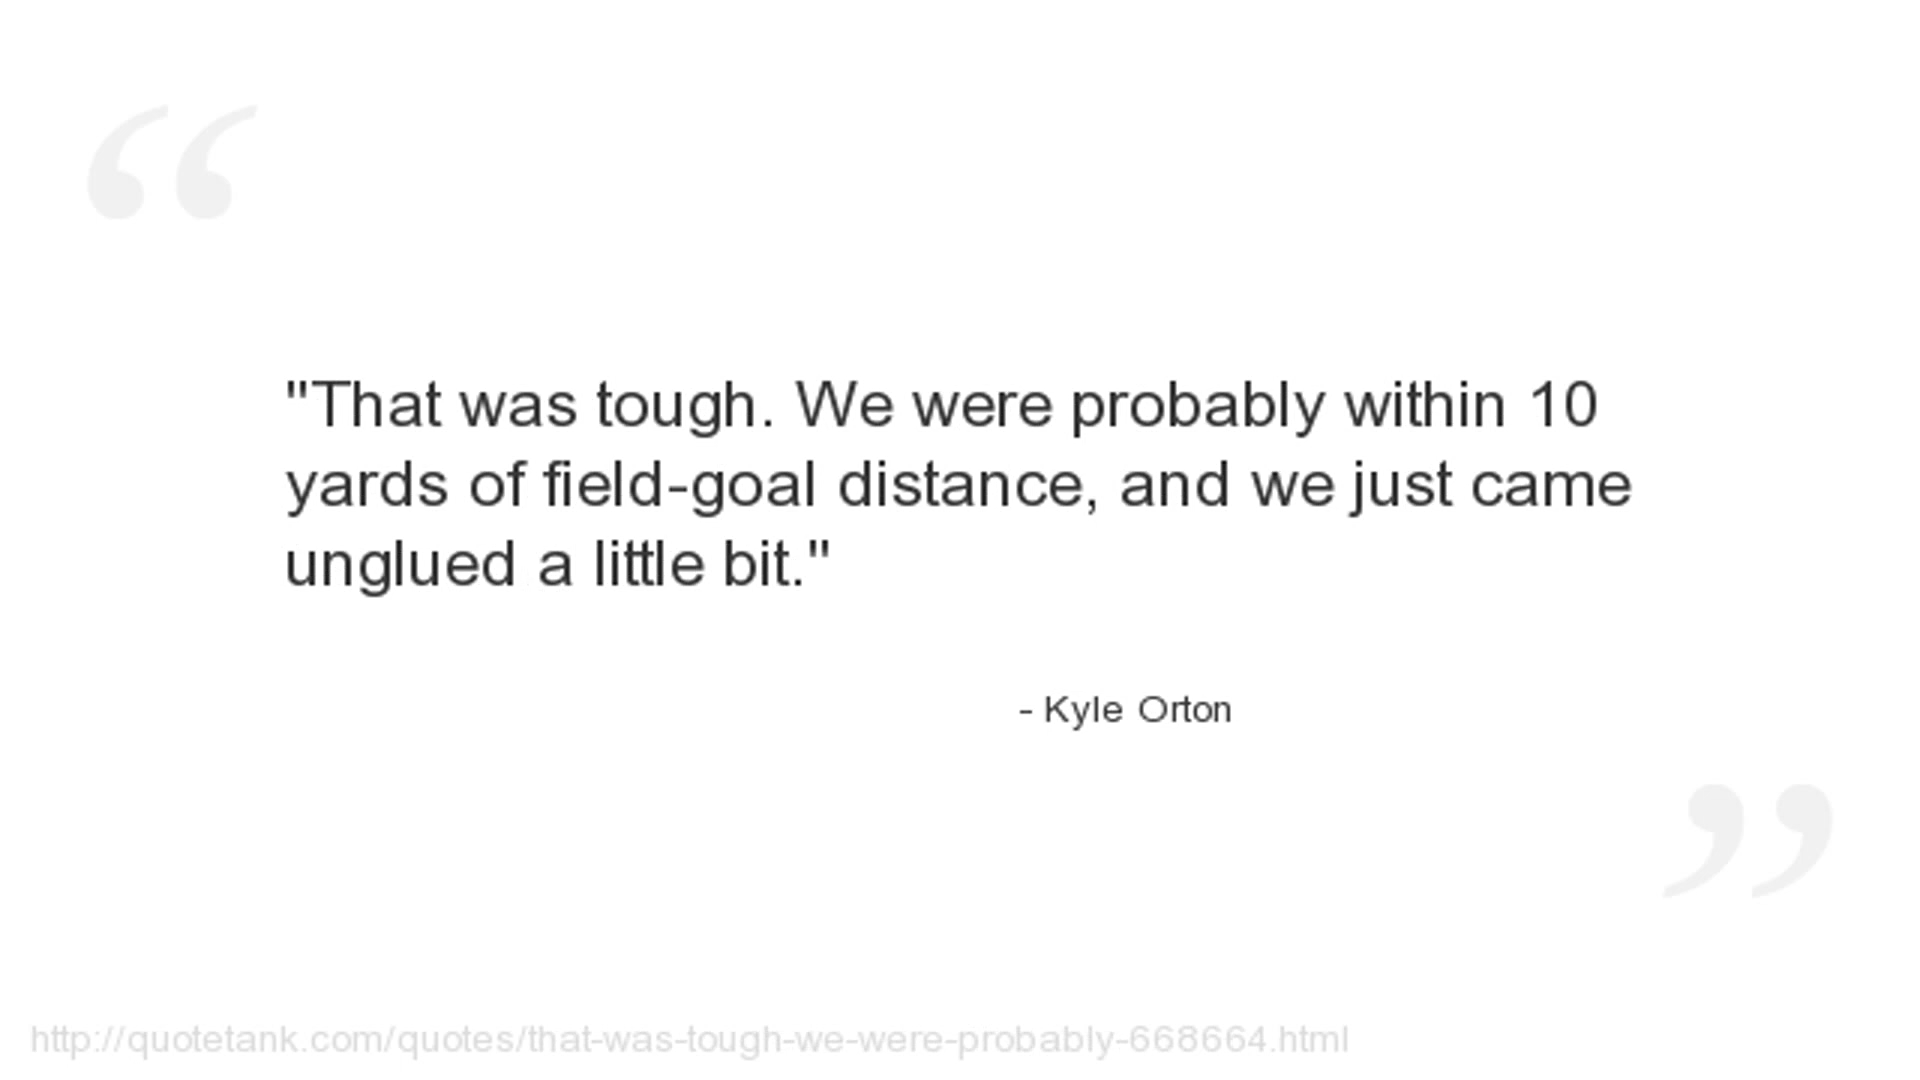 "That was tough. We were probably within 10
yards of field-goal distance, and we just came
unglued a little bit."
- Kyle Orton
http://quotetank.com/quotes/that-was-tough-we-were-probably-668664.html